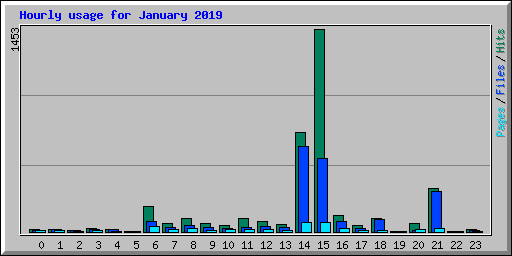 Hourly usage for January 2019
1453
Pages/Files/Hits
0 1 2 3 4 5 6 7 8 9 10 11 12 13 14 15 16 17 18 19 20 21 22 23